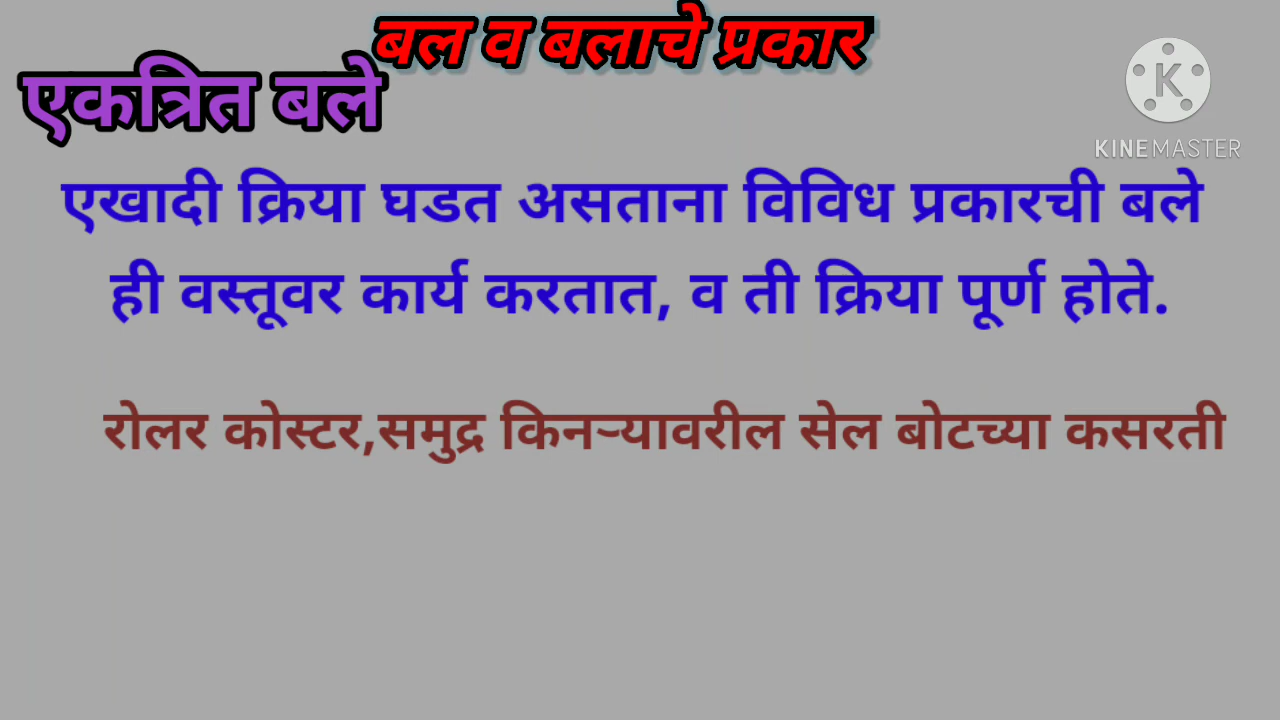 बल व बलाचे प्रकार
एकत्रित बले
K
KINEMASTER
एखादी क्रिया घडत असताना विविध प्रकारची बले
ही वस्तूवर कार्य करतात, व ती क्रिया पूर्ण होते.
रोलर कोस्टर,समुद्र किनऱ्यावरील सेल बोटच्या कसरती